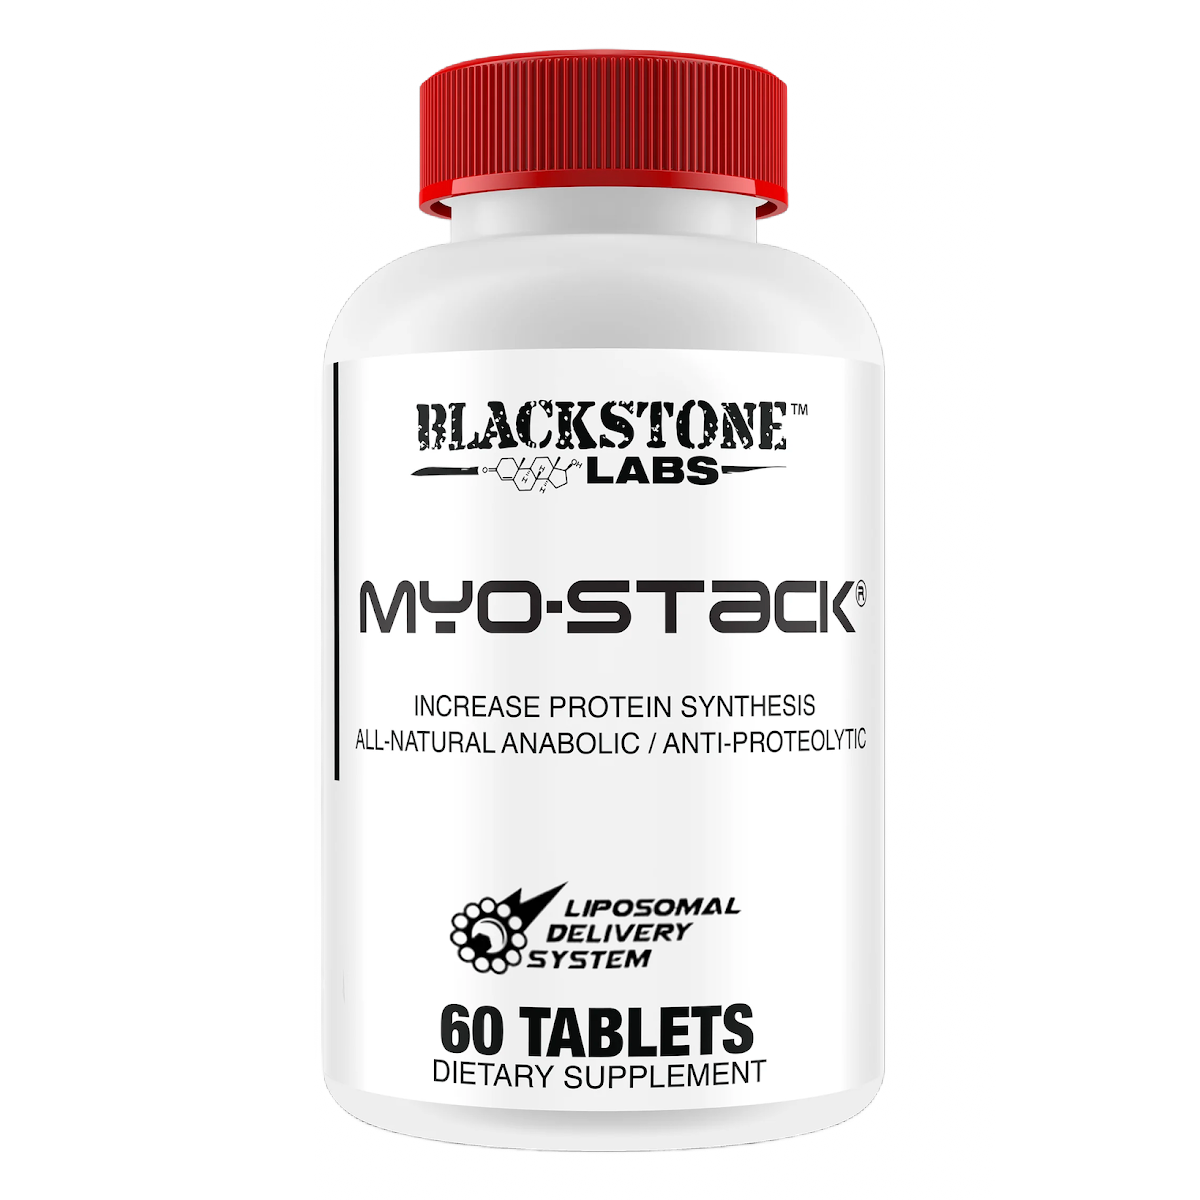 BLACKSTONE™
LABS
MYO-STACK®
INCREASE PROTEIN SYNTHESIS
ALL-NATURAL ANABOLIC / ANTI-PROTEOLYTIC
LIPOSOMAL
DELIVERY
SYSTEM
60 TABLETS
DIETARY SUPPLEMENT